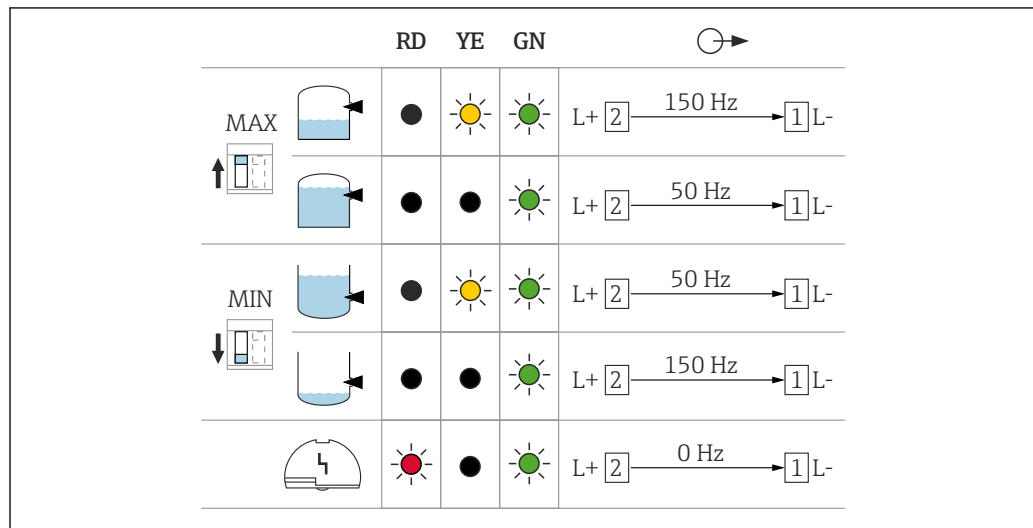 RD YE GN
MAX
L+ 2 150 Hz 1 L-
L+ 2 50 Hz 1 L-
MIN
L+ 2 50 Hz 1 L-
L+ 2 150 Hz 1 L-
L+ 2 0 Hz 1 L-